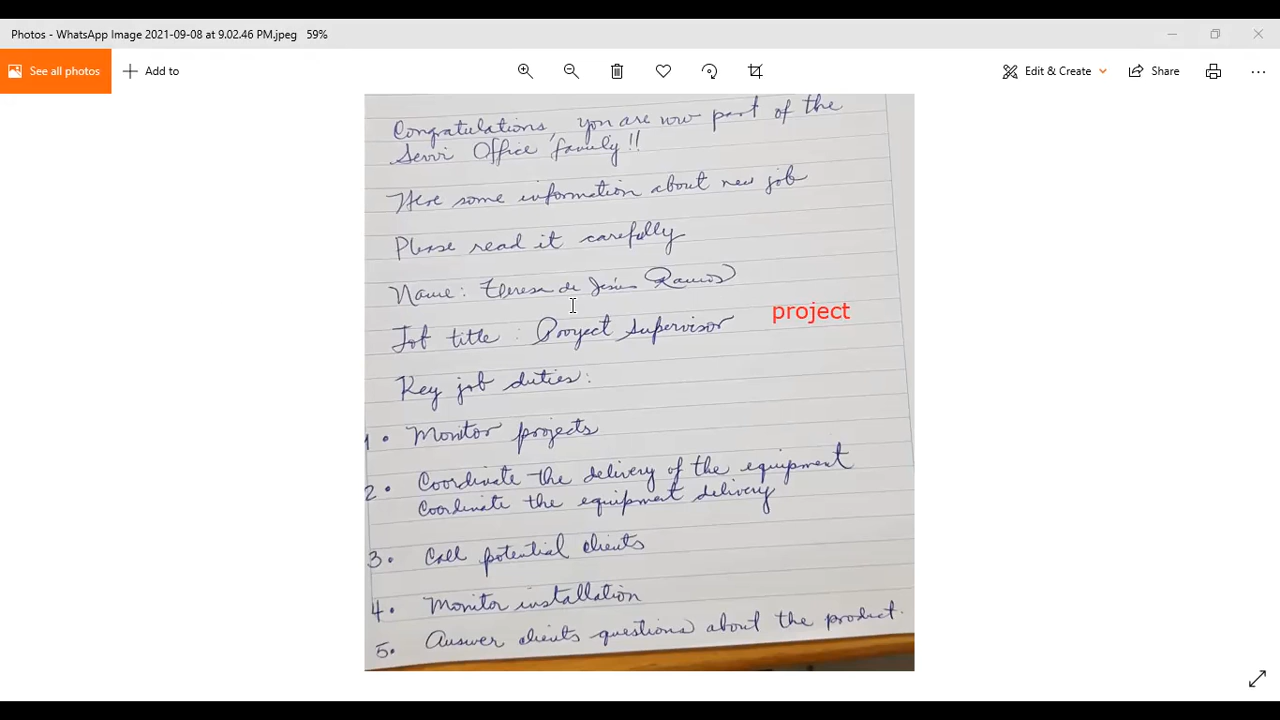 Photos - WhatsApp Image 2021-09-08 at 9.02.46 PM.jpeg 59%
See all photos
Add to
Edit & Create
Share
Congratulations, you are now part of the
Servi Office family!!
Here some information about new job
Please read it carefully
Name: Teresa de Jesús Ramos
project
Job title : Proyect Supervisor
Key job duties:
1. Monitor projects
2. Coordinate the delivery of the equipment
Coordinate the equipment delivery
3. Call potential clients
4. Monitor installation
5. Answer clients questions about the product.